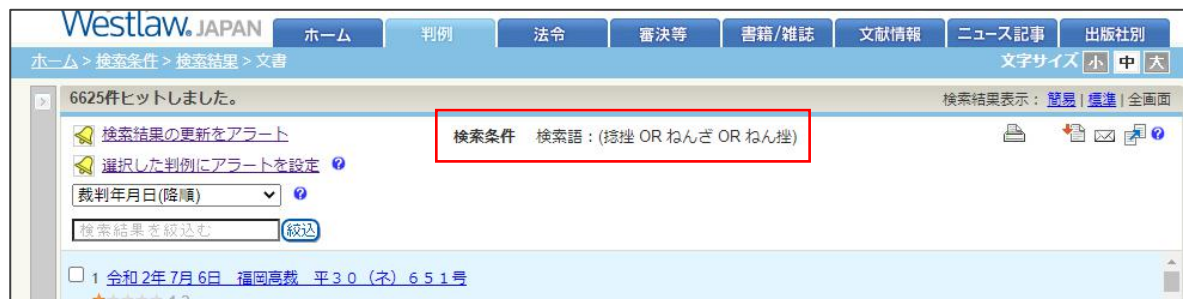 Westlaw. JAPAN ホーム 判例 法令 審決等 書籍/雑誌 文献情報 ニュース記事 出版社別
ホーム > 検索条件 > 検索結果 > 文書 文字サイズ 小 中 大
6625件ヒットしました。 検索結果表示： 簡易 | 標準 | 全画面
検索結果の更新をアラート 検索条件 検索語：(捻挫 OR ねんざ OR ねん挫)
選択した判例にアラートを設定
裁判年月日(降順)
検索結果を絞込む 絞込
1 令和 2年 7月 6日 福岡高裁 平３０（ネ）６５１号